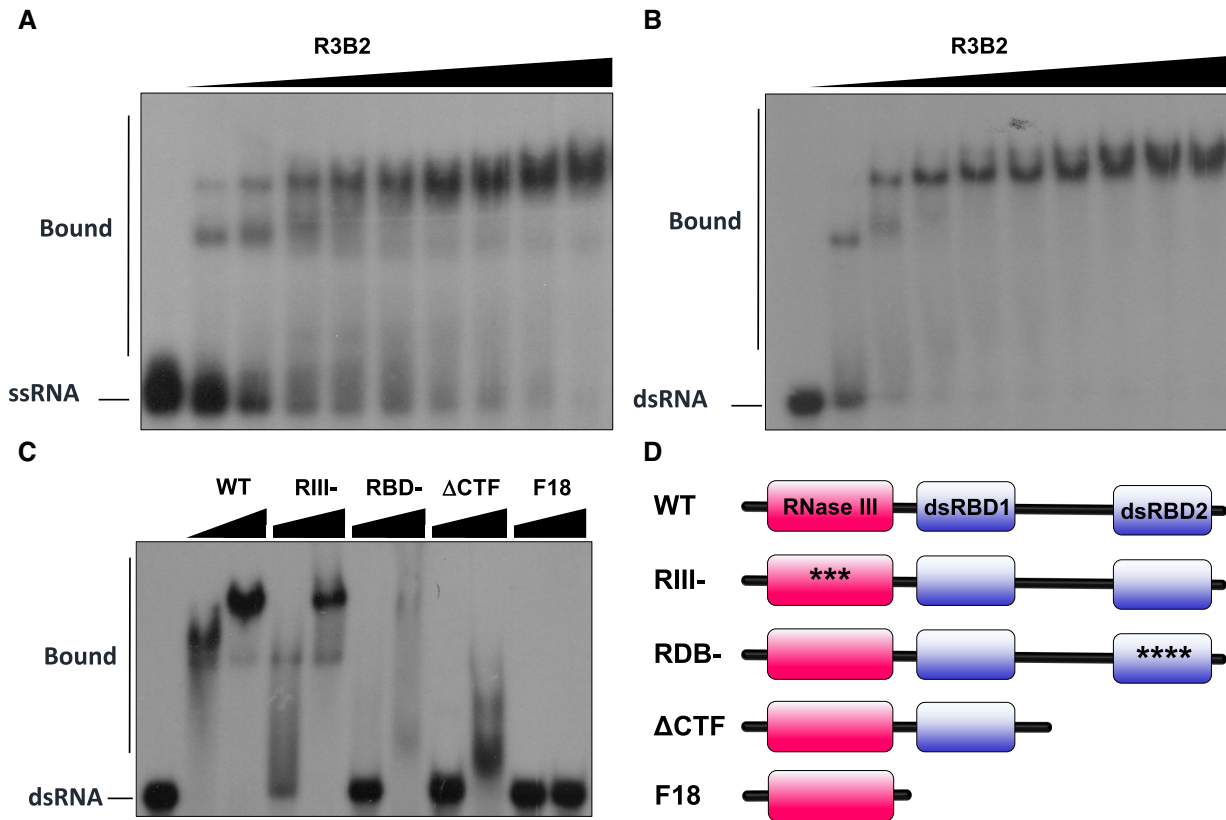 A
R3B2
Bound
ssRNA
B
R3B2
Bound
dsRNA
C
WT RIII- RBD- ΔCTF F18
Bound
dsRNA
D
WT RNase III dsRBD1 dsRBD2
RIII- ***
RDB- ****
ΔCTF
F18